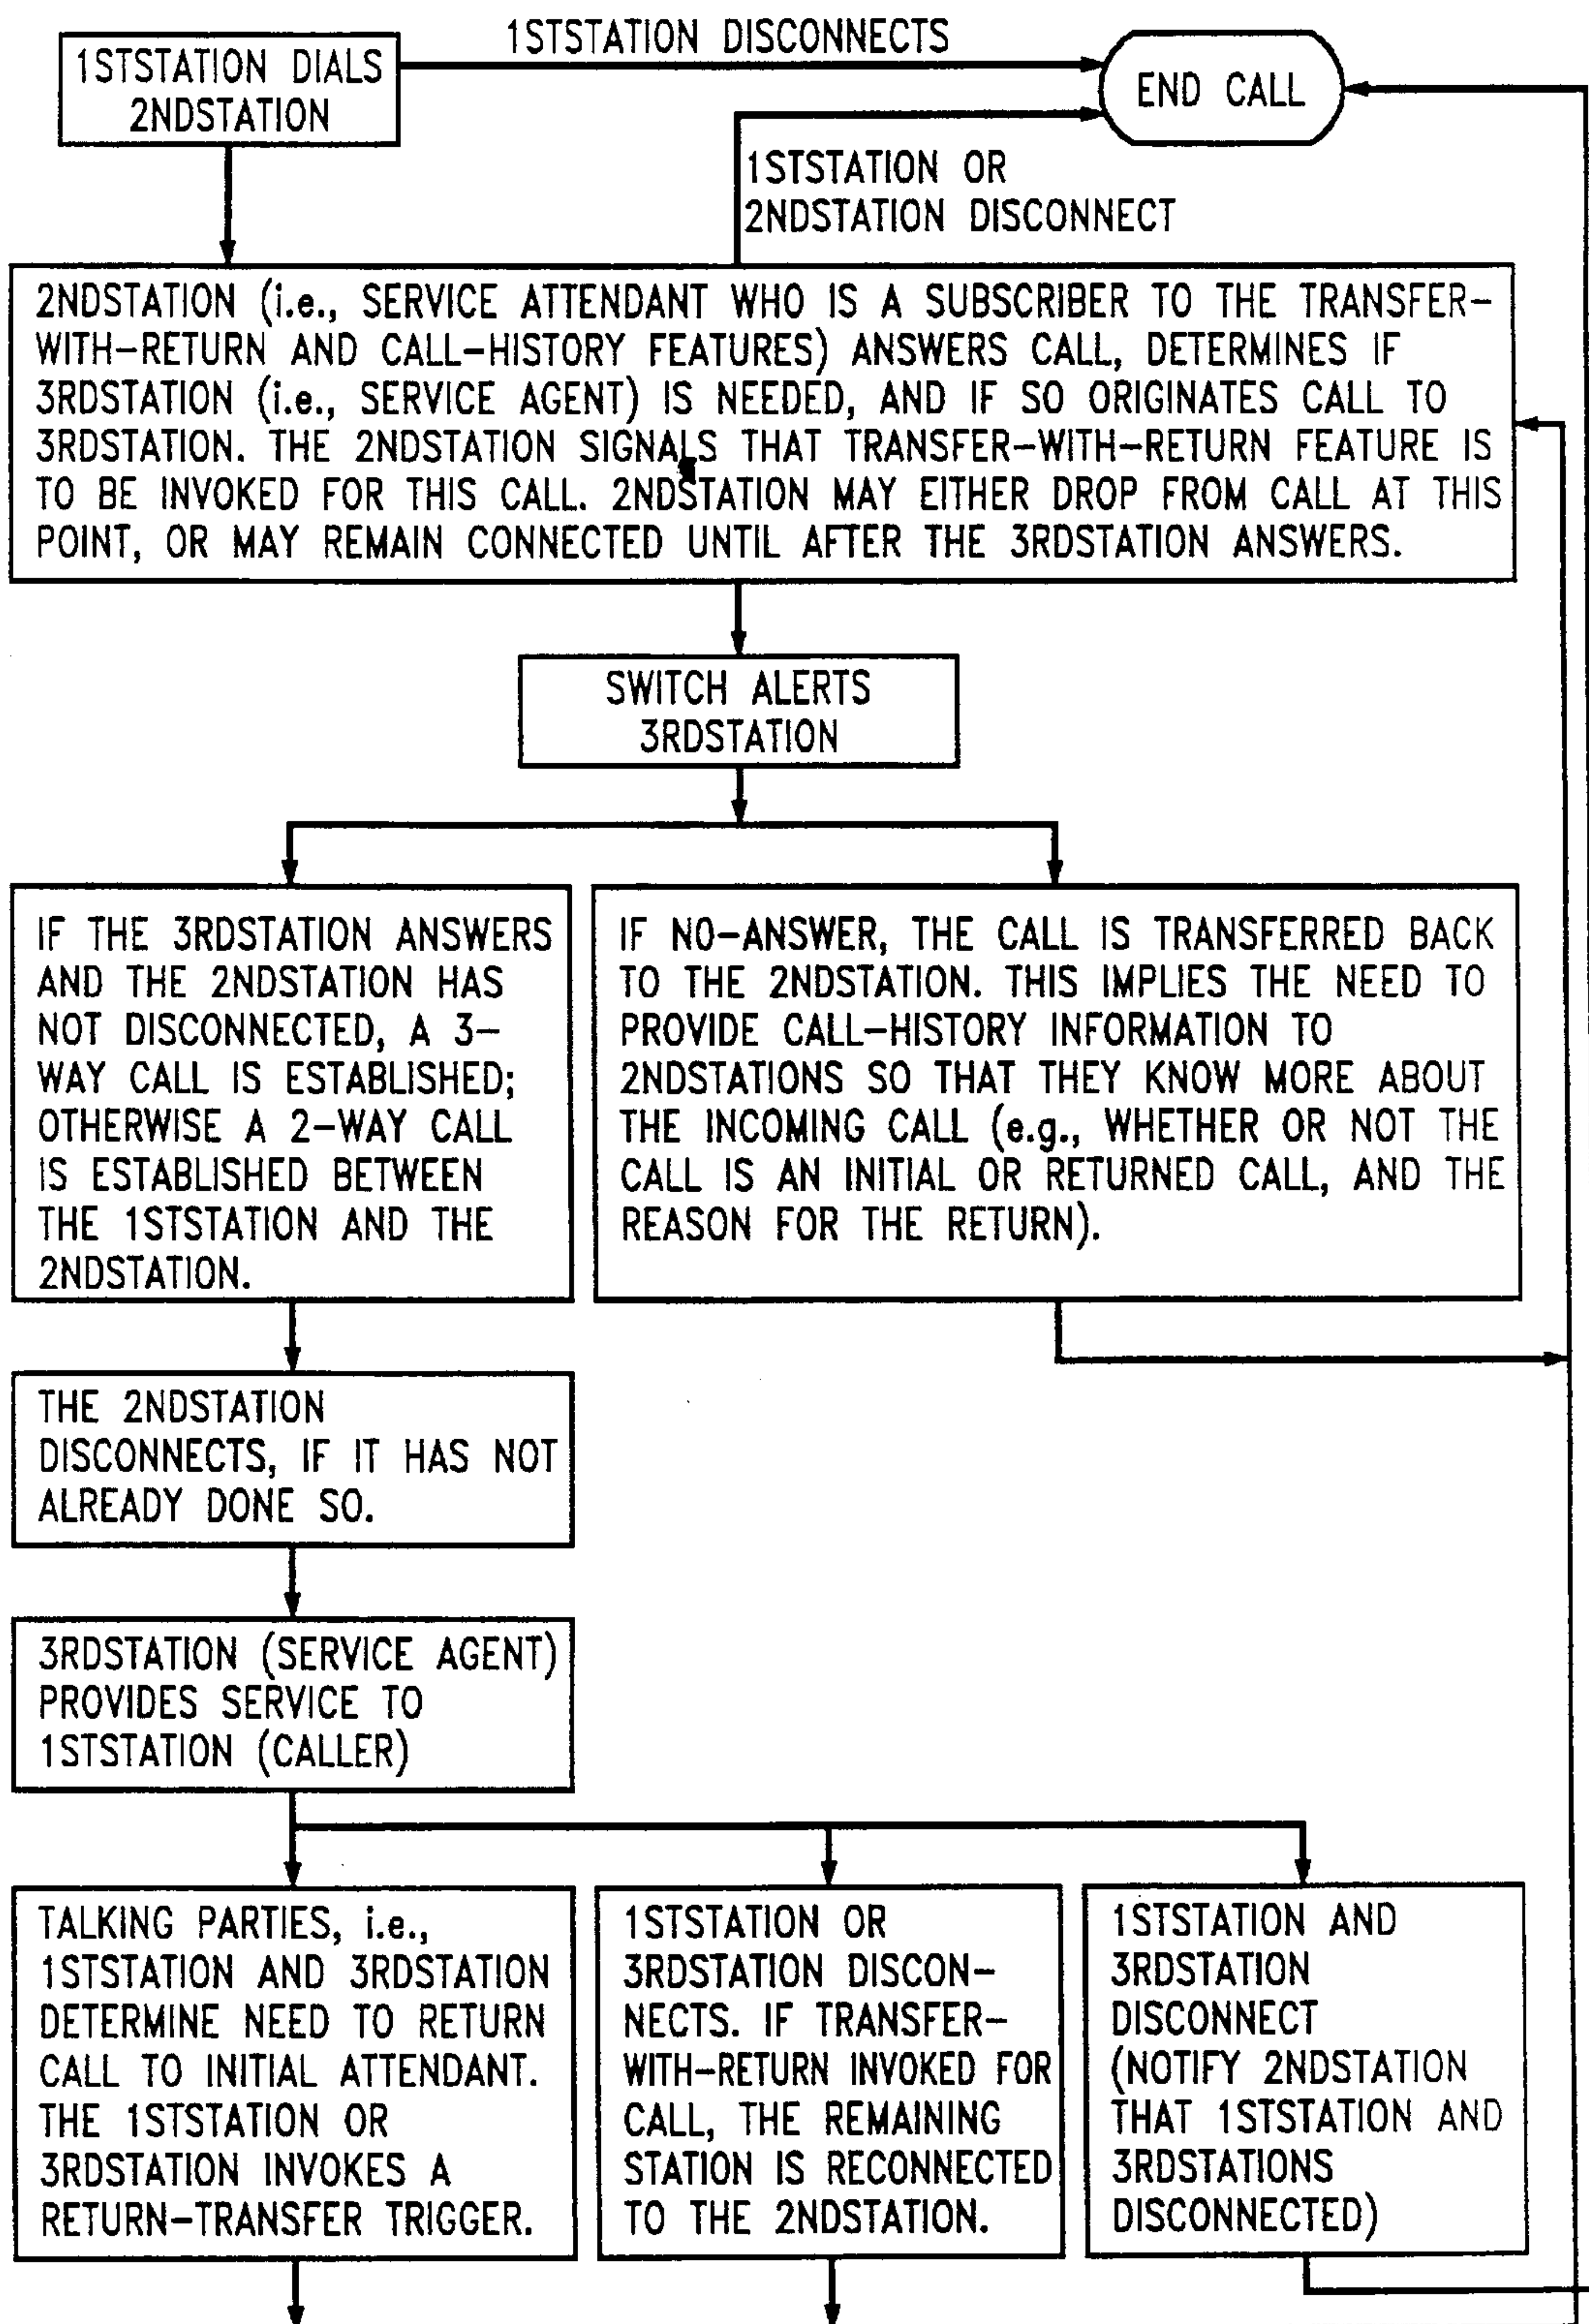 1STSTATION DIALS
2NDSTATION
1STSTATION DISCONNECTS
END CALL
1STSTATION OR
2NDSTATION DISCONNECT
2NDSTATION (i.e., SERVICE ATTENDANT WHO IS A SUBSCRIBER TO THE TRANSFER-
WITH-RETURN AND CALL-HISTORY FEATURES) ANSWERS CALL, DETERMINES IF
3RDSTATION (i.e., SERVICE AGENT) IS NEEDED, AND IF SO ORIGINATES CALL TO
3RDSTATION. THE 2NDSTATION SIGNALS THAT TRANSFER-WITH-RETURN FEATURE IS
TO BE INVOKED FOR THIS CALL. 2NDSTATION MAY EITHER DROP FROM CALL AT THIS
POINT, OR MAY REMAIN CONNECTED UNTIL AFTER THE 3RDSTATION ANSWERS.
SWITCH ALERTS
3RDSTATION
IF THE 3RDSTATION ANSWERS
AND THE 2NDSTATION HAS
NOT DISCONNECTED, A 3-
WAY CALL IS ESTABLISHED;
OTHERWISE A 2-WAY CALL
IS ESTABLISHED BETWEEN
THE 1STSTATION AND THE
2NDSTATION.
IF NO-ANSWER, THE CALL IS TRANSFERRED BACK
TO THE 2NDSTATION. THIS IMPLIES THE NEED TO
PROVIDE CALL-HISTORY INFORMATION TO
2NDSTATIONS SO THAT THEY KNOW MORE ABOUT
THE INCOMING CALL (e.g., WHETHER OR NOT THE
CALL IS AN INITIAL OR RETURNED CALL, AND THE
REASON FOR THE RETURN).
THE 2NDSTATION
DISCONNECTS, IF IT HAS NOT
ALREADY DONE SO.
3RDSTATION (SERVICE AGENT)
PROVIDES SERVICE TO
1STSTATION (CALLER)
TALKING PARTIES, i.e.,
1STSTATION AND 3RDSTATION
DETERMINE NEED TO RETURN
CALL TO INITIAL ATTENDANT.
THE 1STSTATION OR
3RDSTATION INVOKES A
RETURN-TRANSFER TRIGGER.
1STSTATION OR
3RDSTATION DISCON-
NECTS. IF TRANSFER-
WITH-RETURN INVOKED FOR
CALL, THE REMAINING
STATION IS RECONNECTED
TO THE 2NDSTATION.
1STSTATION AND
3RDSTATION
DISCONNECT
(NOTIFY 2NDSTATION
THAT 1STSTATION AND
3RDSTATIONS
DISCONNECTED)